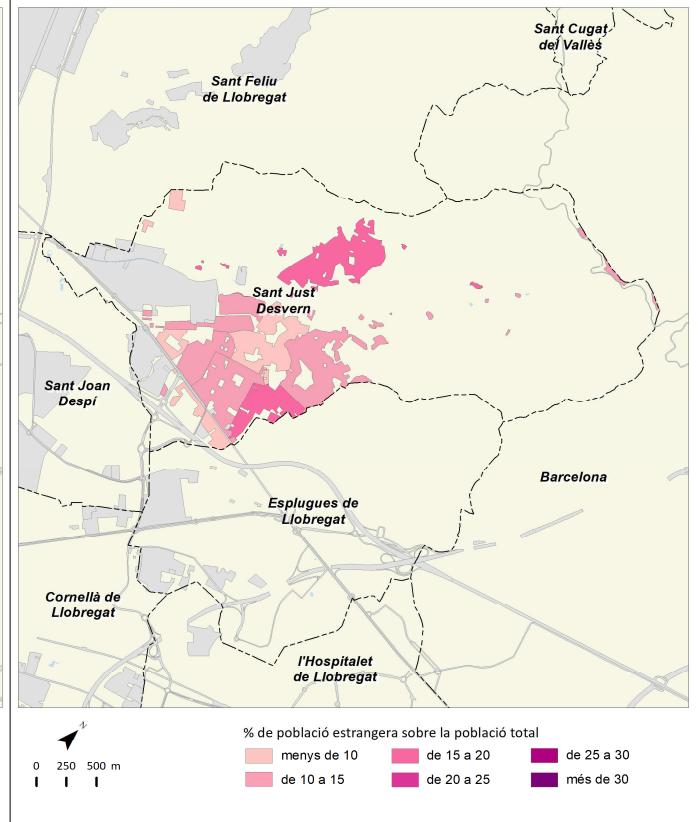 Sant Cugat
del Vallès
Sant Feliu
de Llobregat
Sant Just
Desvern
Sant Joan
Despí
Barcelona
Esplugues de
Llobregat
Cornellà de
Llobregat
l'Hospitalet
de Llobregat
N
0 250 500 m
% de població estrangera sobre la població total
menys de 10
de 15 a 20
de 25 a 30
de 10 a 15
de 20 a 25
més de 30